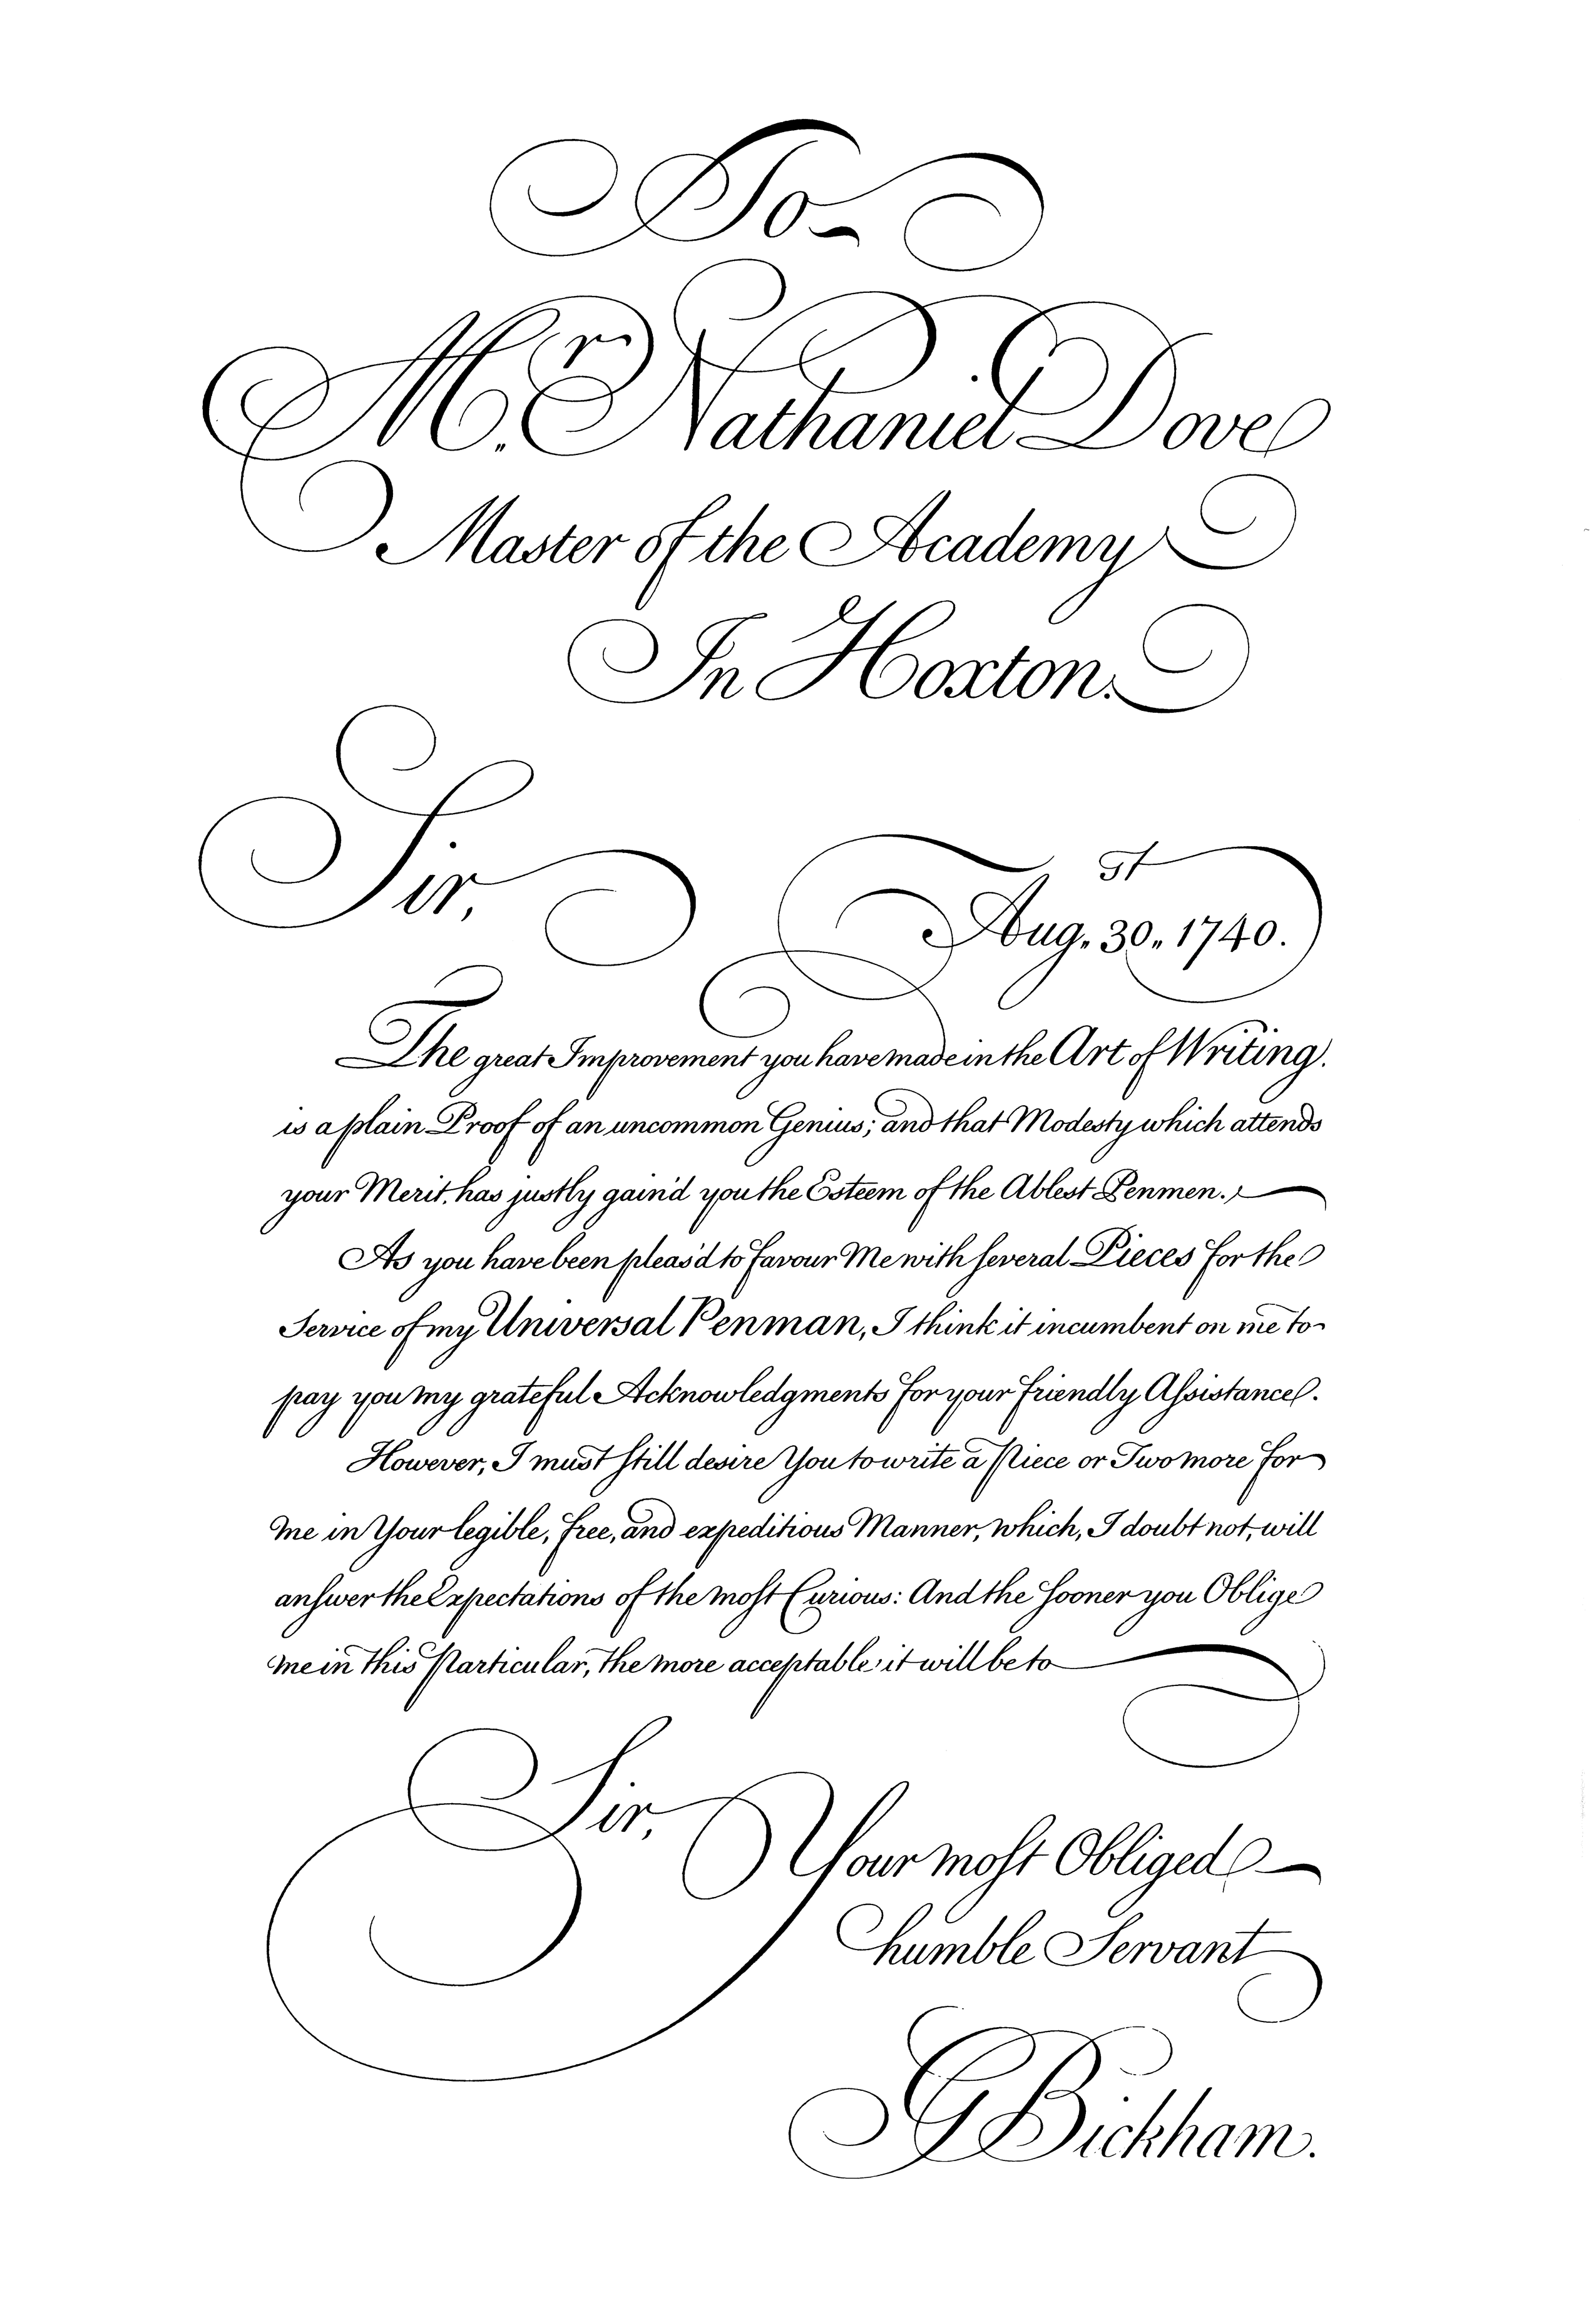 To
Mr. Nathaniel Dove
Master of the Academy
In Hoxton.
Sir,
Aug. 30. 1740.
The great Improvement you have made in the Art of Writing.
is a plain Proof of an uncommon Genius; and that Modesty which attends
your Merit, has justly gain'd you the Esteem of the Ablest Penmen.
As you have been pleas'd to favour Me with ſeveral Pieces for the
Service of my Universal Penman, I think it incumbent on me to
pay you my grateful Acknowledgments for your friendly Aſsistance.
However, I must ſtill desire You to write a Piece or Two more for
me in Your legible, free, and expeditious Manner, which, I doubt not, will
anſwer the Expectations of the moſt Curious: And the ſooner you Oblige
me in this Particular, the more acceptable it will be to
Sir,
Your moſt Obliged
humble Servant
G Bickham.